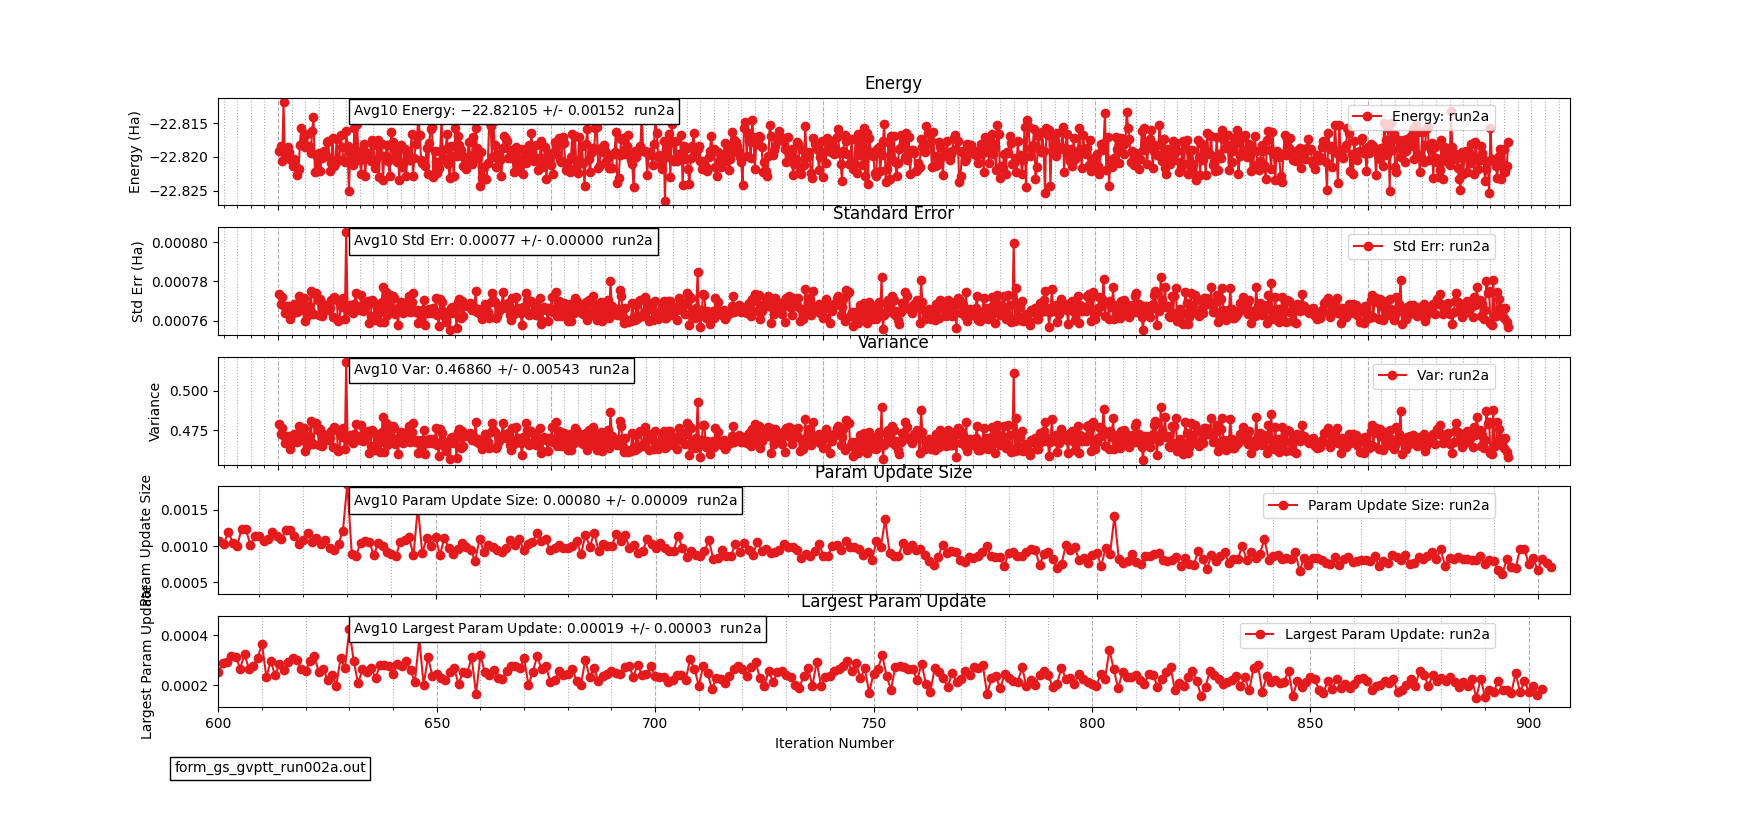 Energy
Energy (Ha)
−22.815
−22.820
−22.825
Avg10 Energy: −22.82105 +/- 0.00152  run2a
Energy: run2a
Standard Error
Std Err (Ha)
0.00080
0.00078
0.00076
Avg10 Std Err: 0.00077 +/- 0.00000  run2a
Std Err: run2a
Variance
Variance
0.500
0.475
Avg10 Var: 0.46860 +/- 0.00543  run2a
Var: run2a
Param Update Size
Param Update Size
0.0015
0.0010
0.0005
Avg10 Param Update Size: 0.00080 +/- 0.00009  run2a
Param Update Size: run2a
Largest Param Update
Largest Param Update
0.0004
0.0002
Avg10 Largest Param Update: 0.00019 +/- 0.00003  run2a
Largest Param Update: run2a
600 650 700 750 800 850 900
Iteration Number
form_gs_gvptt_run002a.out